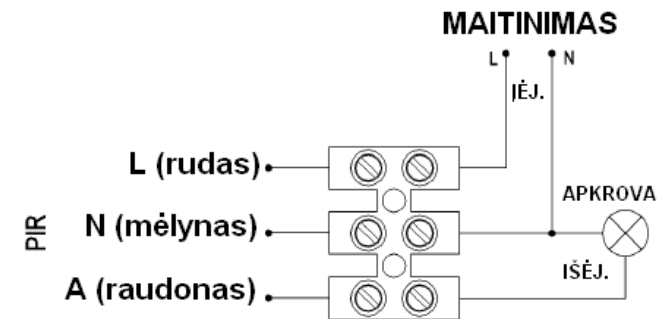 MAITINIMAS
L N
ĮĖJ.
L (rudas)
APKROVA
PIR
N (mėlynas)
IŠĖJ.
A (raudonas)